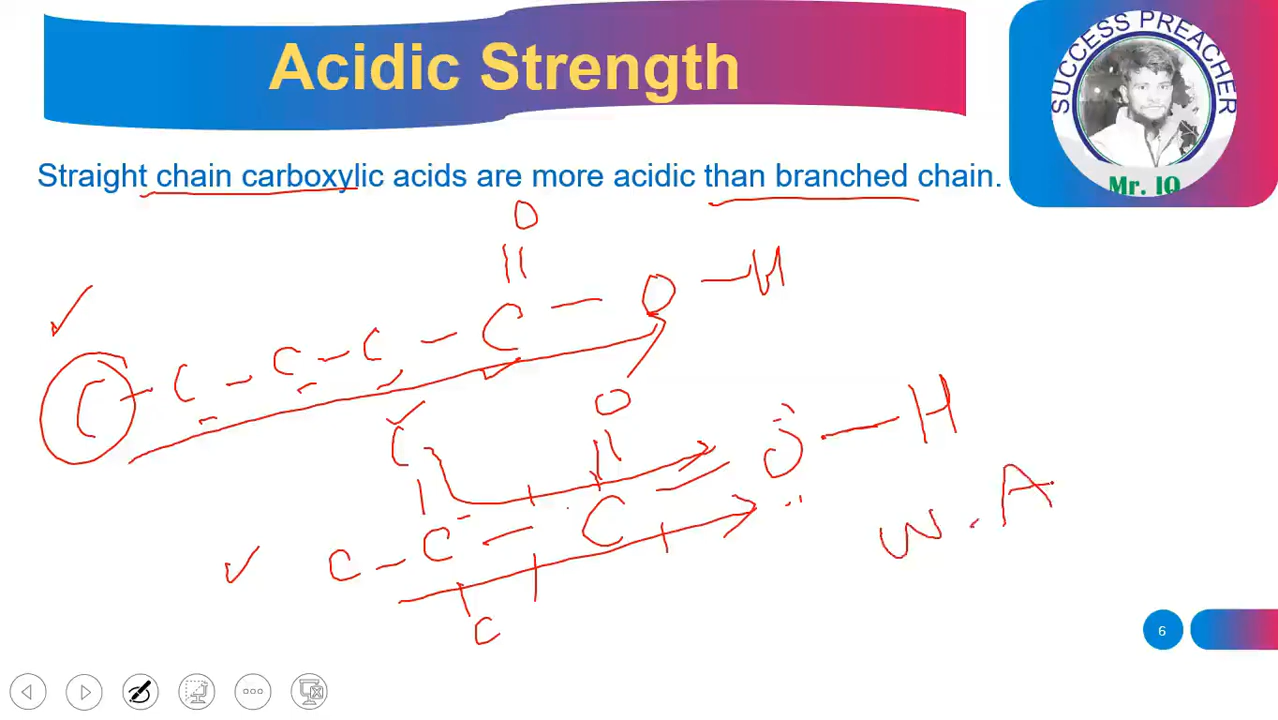 Acidic Strength
SUCCESS PREACHER
Mr. IQ
Straight chain carboxylic acids are more acidic than branched chain.
O
||
C - C - C - C - C - O - H
C O
| ||
C - C - C - O - H
C
W.A
6